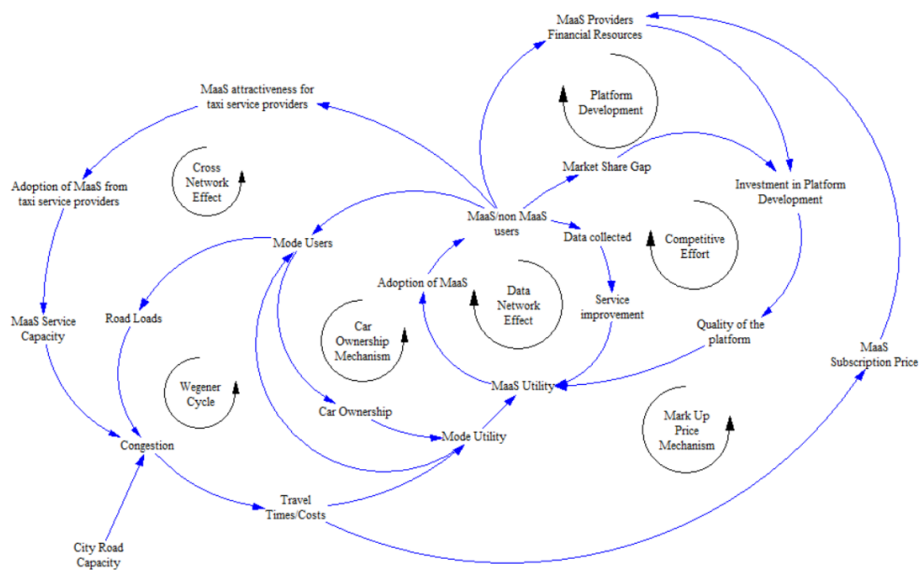 MaaS Providers
Financial Resources
MaaS attractiveness for
taxi service providers
Platform
Development
Cross
Network
Effect
Market Share Gap
Adoption of MaaS from
taxi service providers
Investment in Platform
Development
MaaS/non MaaS
users
Mode Users
Data collected
Competitive
Effort
Adoption of MaaS
Data
Network
Effect
Service
improvement
MaaS Service
Capacity
Road Loads
Car
Ownership
Mechanism
Quality of the
platform
MaaS
Subscription Price
Wegener
Cycle
MaaS Utility
Car Ownership
Mark Up
Price
Mechanism
Mode Utility
Congestion
Travel
Times/Costs
City Road
Capacity